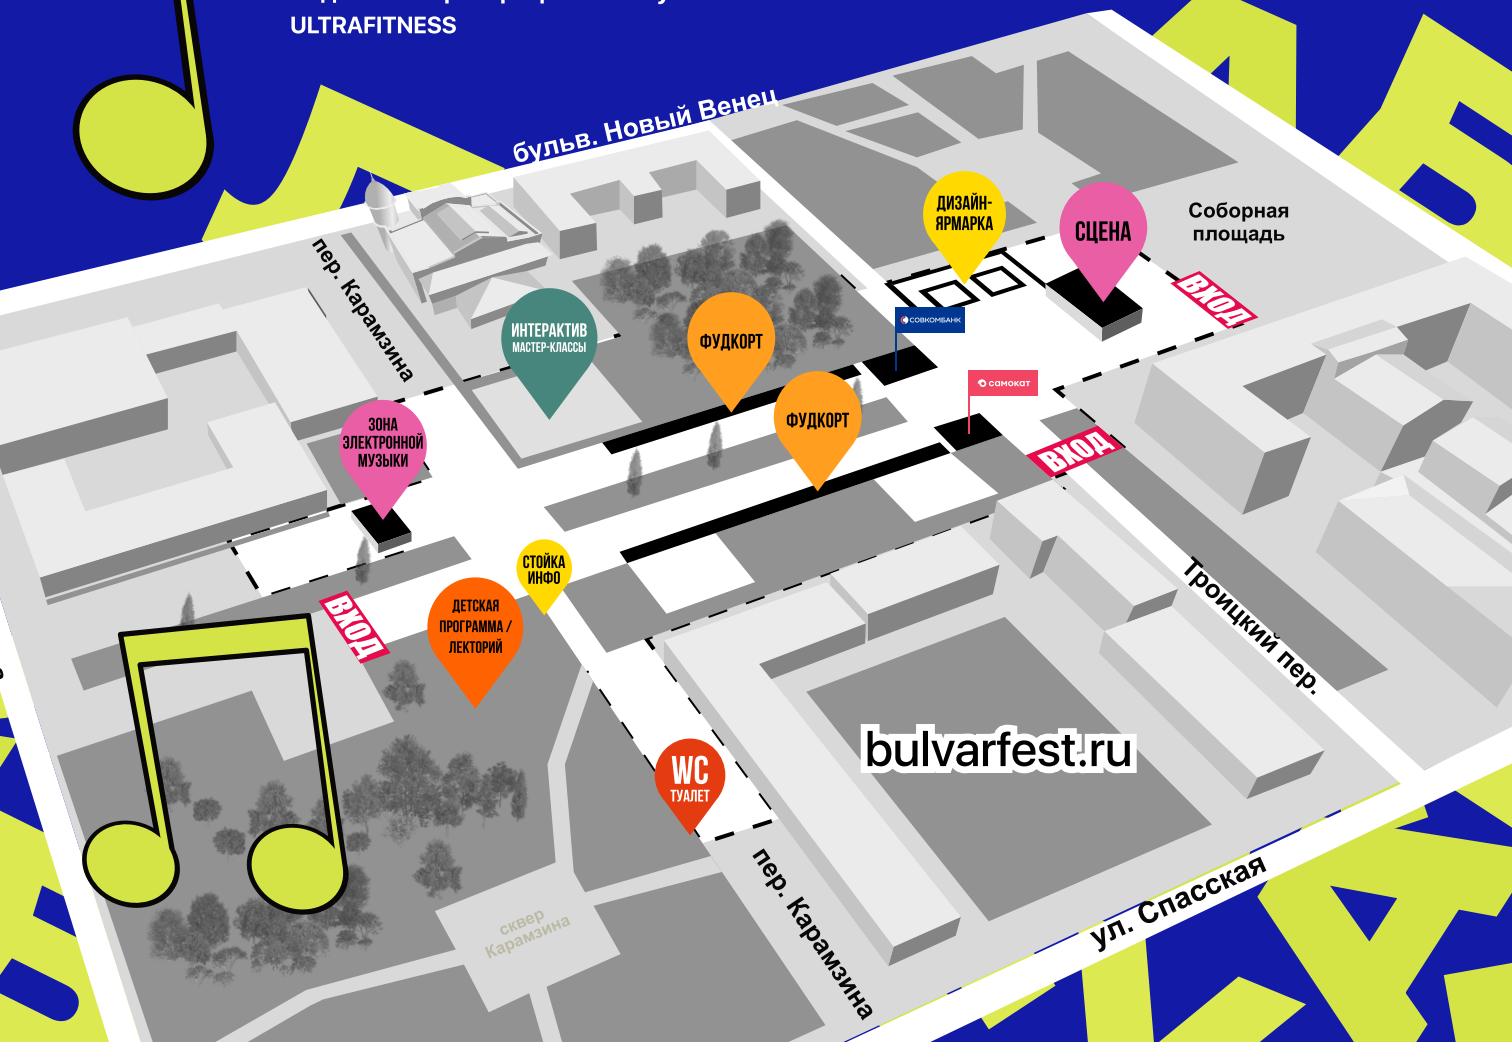 ULTRAFITNESS
бульв. Новый Венец
Соборная
площадь
ДИЗАЙН-
ЯРМАРКА
СЦЕНА
ВХОД
пер. Карамзина
СОВКОМБАНК
ИНТЕРАКТИВ
МАСТЕР-КЛАССЫ
ФУДКОРТ
самокат
ФУДКОРТ
ЗОНА
ЭЛЕКТРОННОЙ
МУЗЫКИ
ВХОД
СТОЙКА
ИНФО
ДЕТСКАЯ
ПРОГРАММА /
ЛЕКТОРИЙ
ВХОД
Троицкий пер.
bulvarfest.ru
WC
ТУАЛЕТ
пер. Карамзина
ул. Спасская
сквер
Карамзина